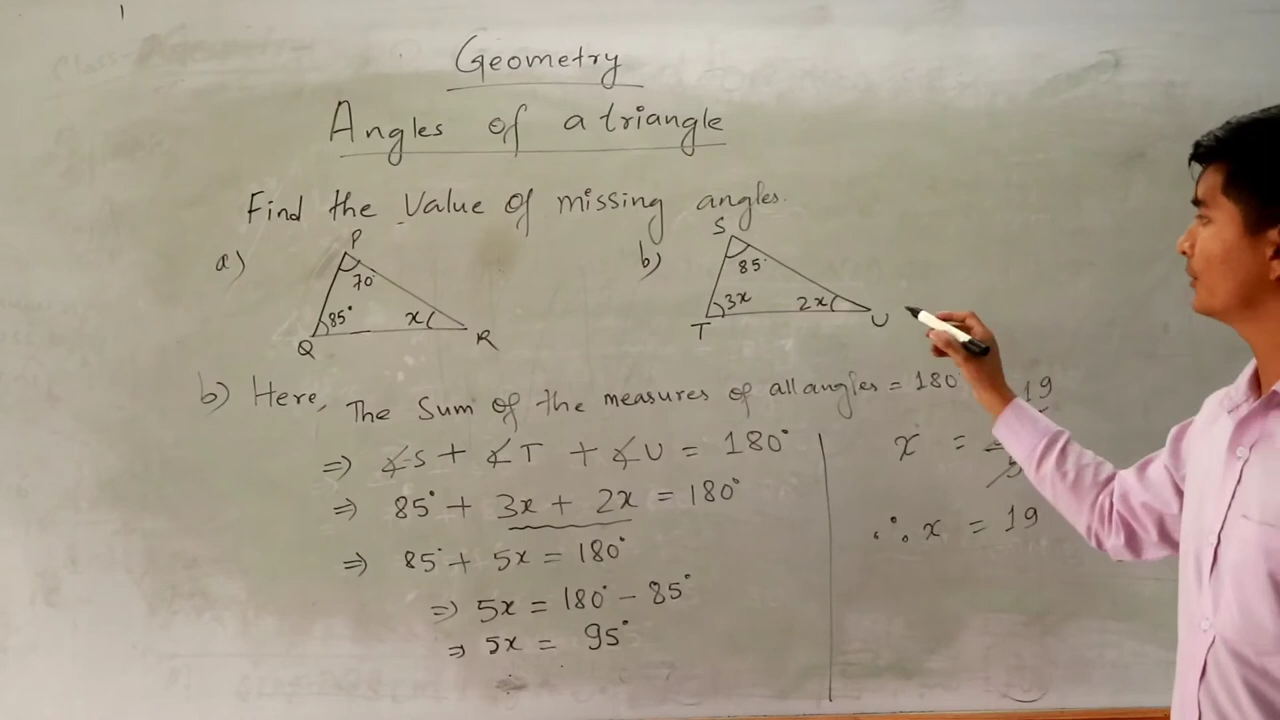 Geometry
Angles of a triangle
Find the Value of missing angles.
a)
P
70°
85°
x
Q
R
b)
S
85°
3x
2x
T
U
b) Here, The Sum of the measures of all angles = 180°
⇒ ∡S + ∡T + ∡U = 180°
⇒ 85° + 3x + 2x = 180°
⇒ 85° + 5x = 180°
⇒ 5x = 180° - 85°
⇒ 5x = 95°
19
x =
5
∴ x = 19